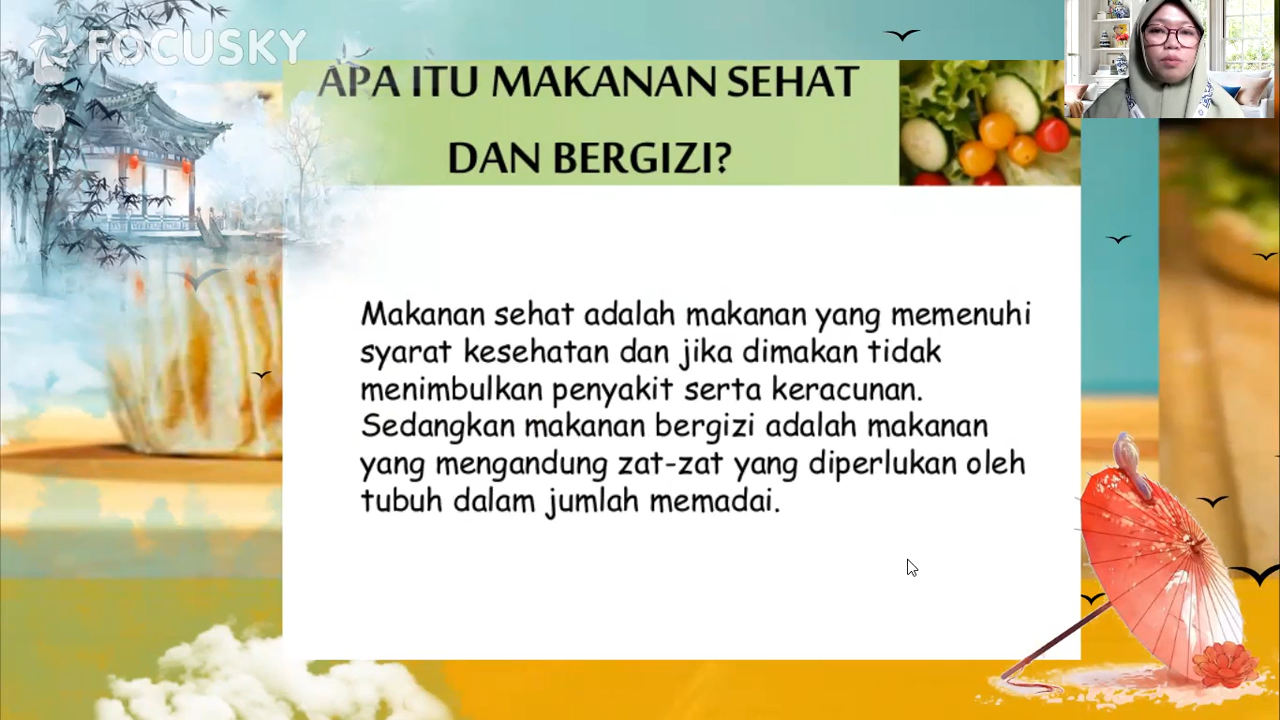 FOCUSKY
APA ITU MAKANAN SEHAT
DAN BERGIZI?
Makanan sehat adalah makanan yang memenuhi
syarat kesehatan dan jika dimakan tidak
menimbulkan penyakit serta keracunan.
Sedangkan makanan bergizi adalah makanan
yang mengandung zat-zat yang diperlukan oleh
tubuh dalam jumlah memadai.